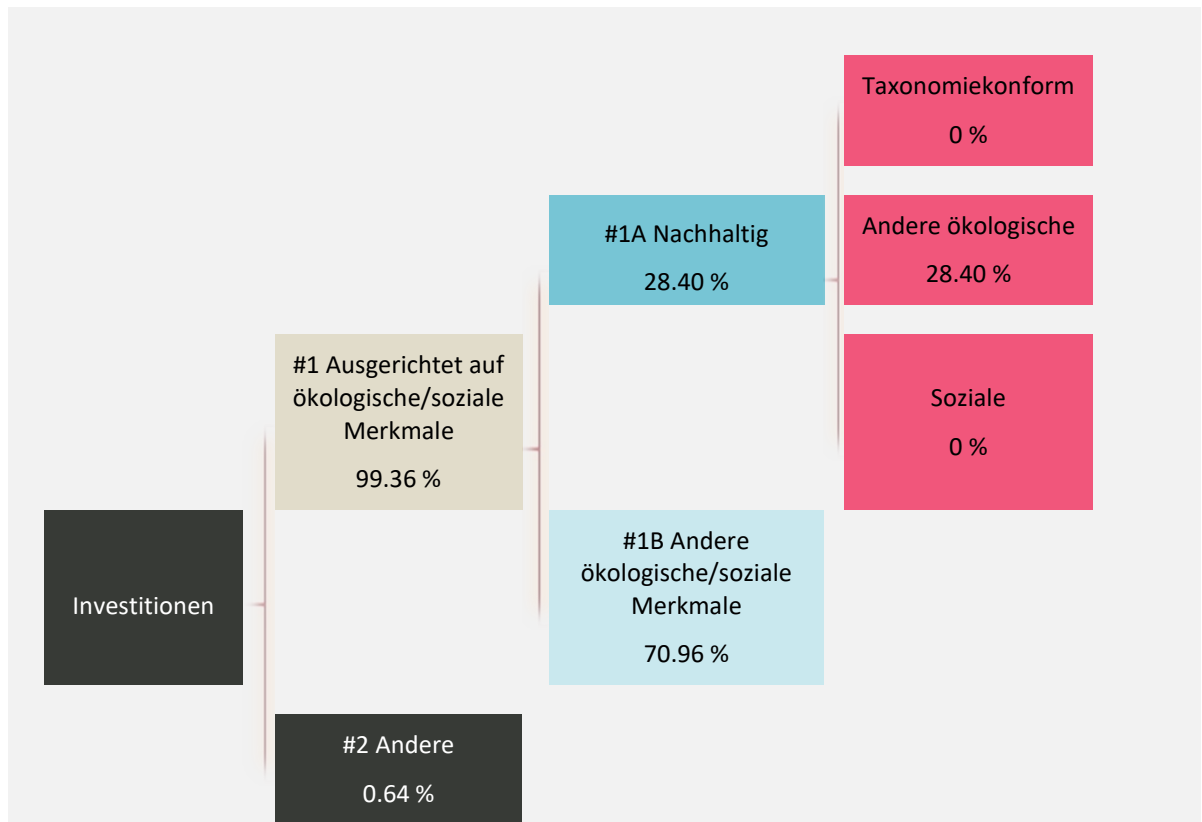 Taxonomiekonform
0 %
Andere ökologische
28.40 %
Soziale
0 %
#1A Nachhaltig
28.40 %
#1B Andere
ökologische/soziale
Merkmale
70.96 %
#1 Ausgerichtet auf
ökologische/soziale
Merkmale
99.36 %
#2 Andere
0.64 %
Investitionen